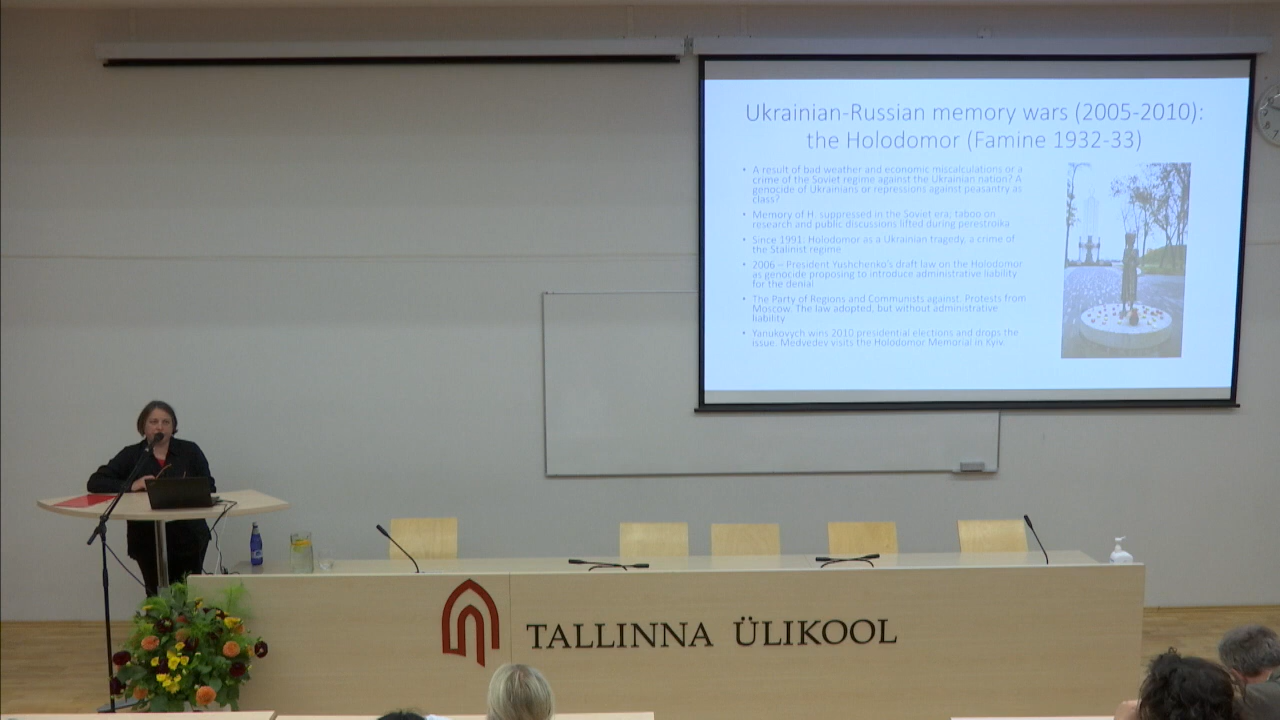 Ukrainian-Russian memory wars (2005-2010):
the Holodomor (Famine 1932-33)
• A result of bad weather and economic miscalculations or a
crime of the Soviet regime against the Ukrainian nation? A
genocide of Ukrainians or repressions against peasantry as
class?
• Memory of H. suppressed in the Soviet era; taboo on
research and public discussions lifted during perestroika
• Since 1991: Holodomor as a Ukrainian tragedy, a crime of
the Stalinist regime
• 2006 – President Yushchenko's draft law on the Holodomor
as genocide proposing to introduce administrative liability
for the denial
• The Party of Regions and Communists against. Protests from
Moscow. The law adopted, but without administrative
liability
• Yanukovych wins 2010 presidential elections and drops the
issue. Medvedev visits the Holodomor Memorial in Kyiv.
TALLINNA ÜLIKOOL